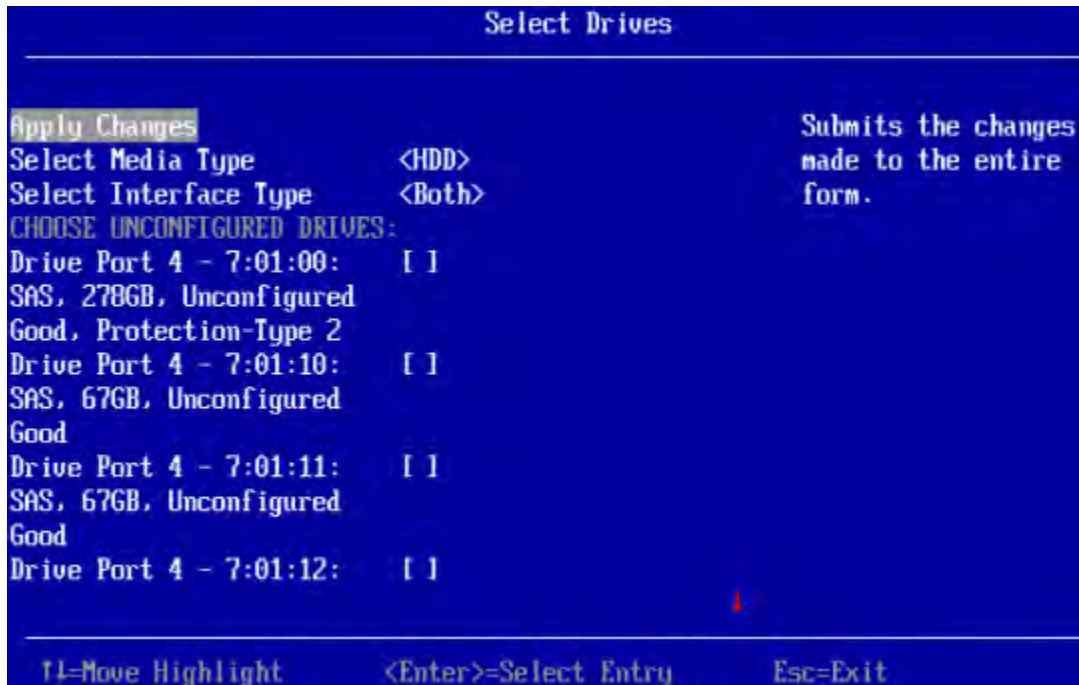 Select Drives
Apply Changes
Submits the changes
Select Media Type <HDD>
made to the entire
Select Interface Type <Both>
form.
CHOOSE UNCONFIGURED DRIVES:
Drive Port 4 - 7:01:00: [ ]
SAS, 278GB, Unconfigured
Good, Protection-Type 2
Drive Port 4 - 7:01:10: [ ]
SAS, 67GB, Unconfigured
Good
Drive Port 4 - 7:01:11: [ ]
SAS, 67GB, Unconfigured
Good
Drive Port 4 - 7:01:12: [ ]
↑↓=Move Highlight <Enter>=Select Entry Esc=Exit